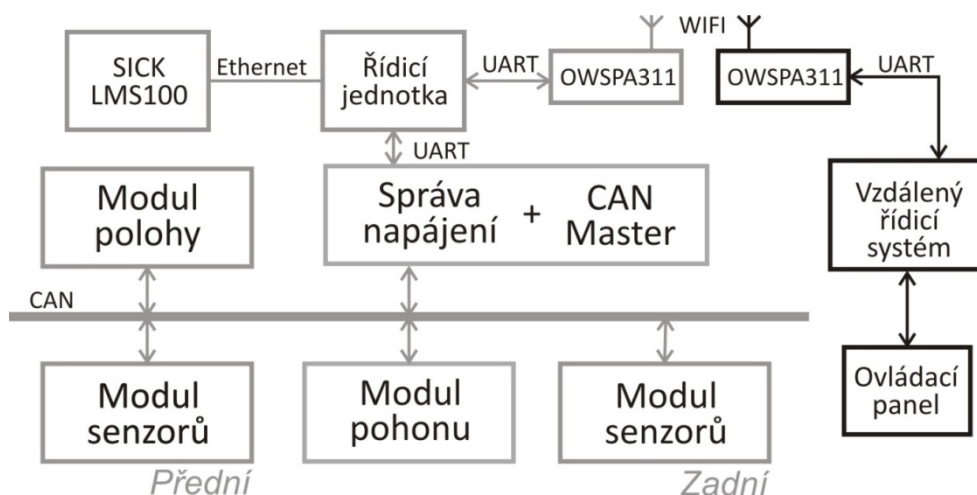 WIFI
SICK
LMS100
Ethernet
Řídicí
jednotka
UART
OWSPA311
OWSPA311
UART
UART
Modul
polohy
Správa
napájení
+
CAN
Master
Vzdálený
řídicí
systém
CAN
Modul
senzorů
Přední
Modul
pohonu
Modul
senzorů
Zadní
Ovládací
panel